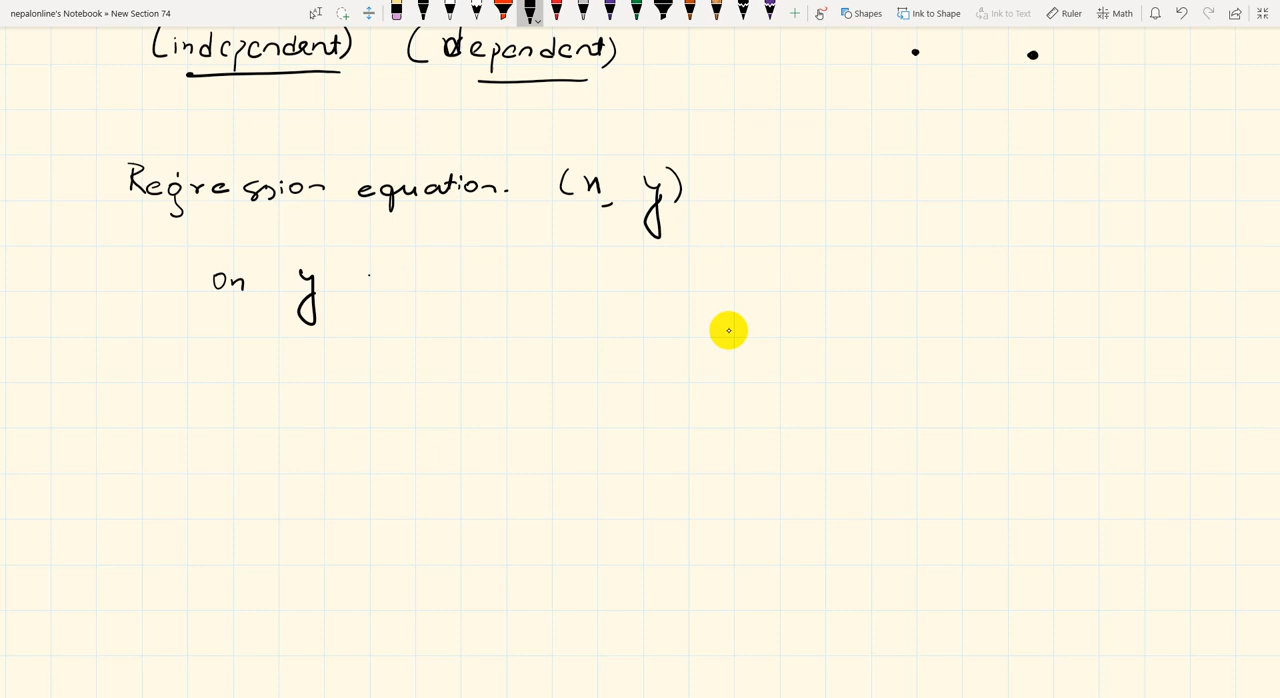 nepalonline's Notebook » New Section 74
Shapes Ink to Shape Ink to Text Ruler Math
(independent) (dependent)
Regression equation. (x, y)
on y